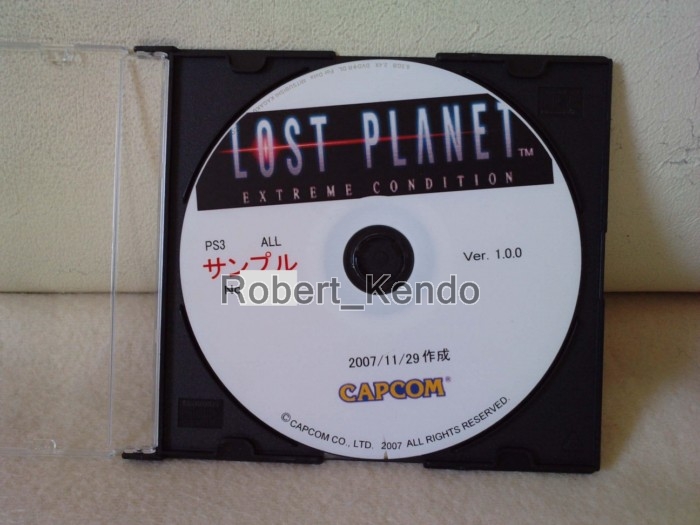 LOST PLANET™
EXTREME CONDITION
PS3 ALL
サンプル
Ver. 1.0.0
Robert_Kendo
2007/11/29 作成
CAPCOM®
©CAPCOM CO., LTD. 2007 ALL RIGHTS RESERVED.